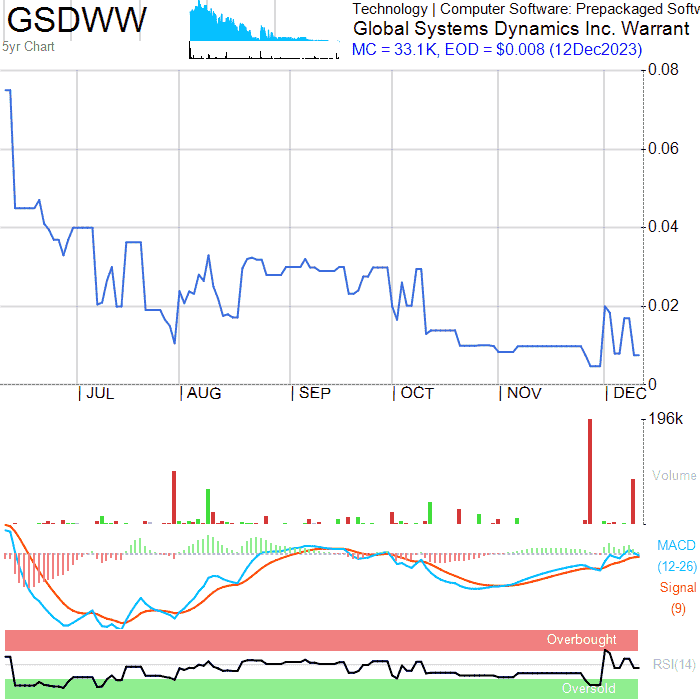 GSDWW
5yr Chart
Technology | Computer Software: Prepackaged Softw
Global Systems Dynamics Inc. Warrant
MC = 33.1K, EOD = $0.008 (12Dec2023)
0.08
0.06
0.04
0.02
0
JUL AUG SEP OCT NOV DEC
196k
Volume
MACD
(12-26)
Signal
(9)
Overbought
RSI(14)
Oversold